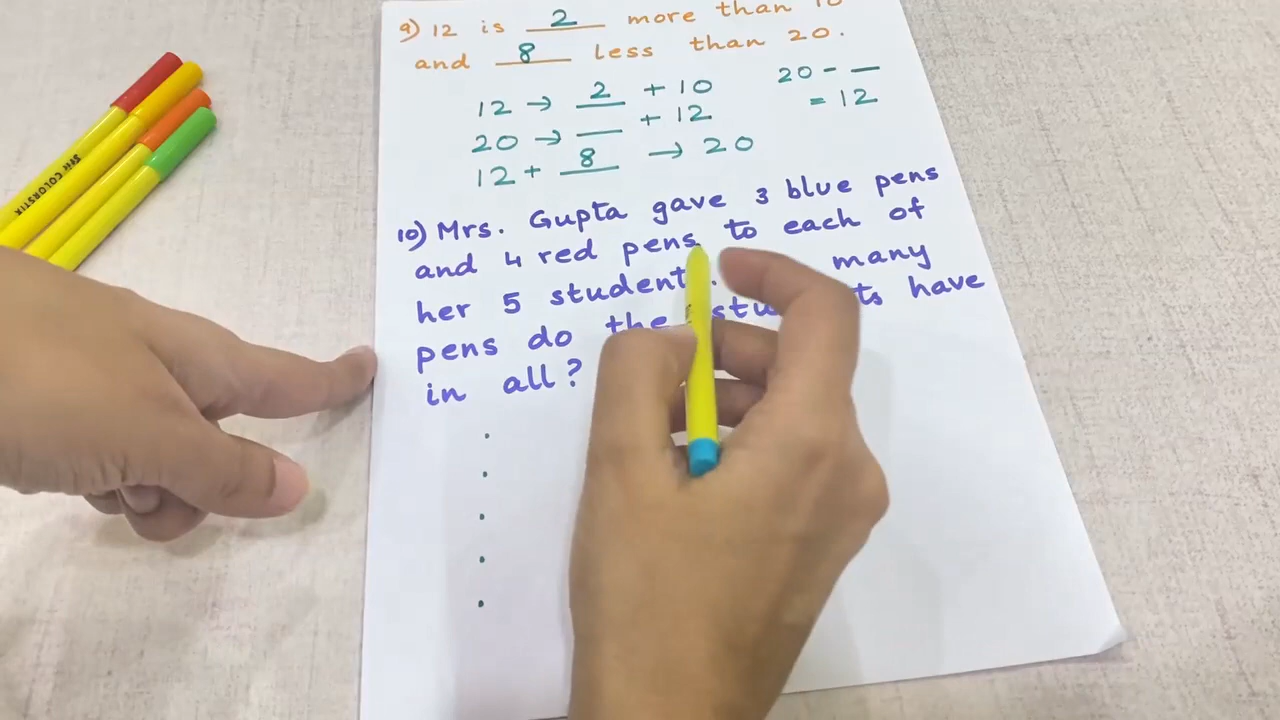 9) 12 is 2 more than 10
and 8 less than 20.
12 → 2 + 10
20 → __ + 12
12 + 8 → 20
20 - __
= 12
10) Mrs. Gupta gave 3 blue pens
and 4 red pens to each of
her 5 student. many
pens do the students have
in all?
COLORSTIX